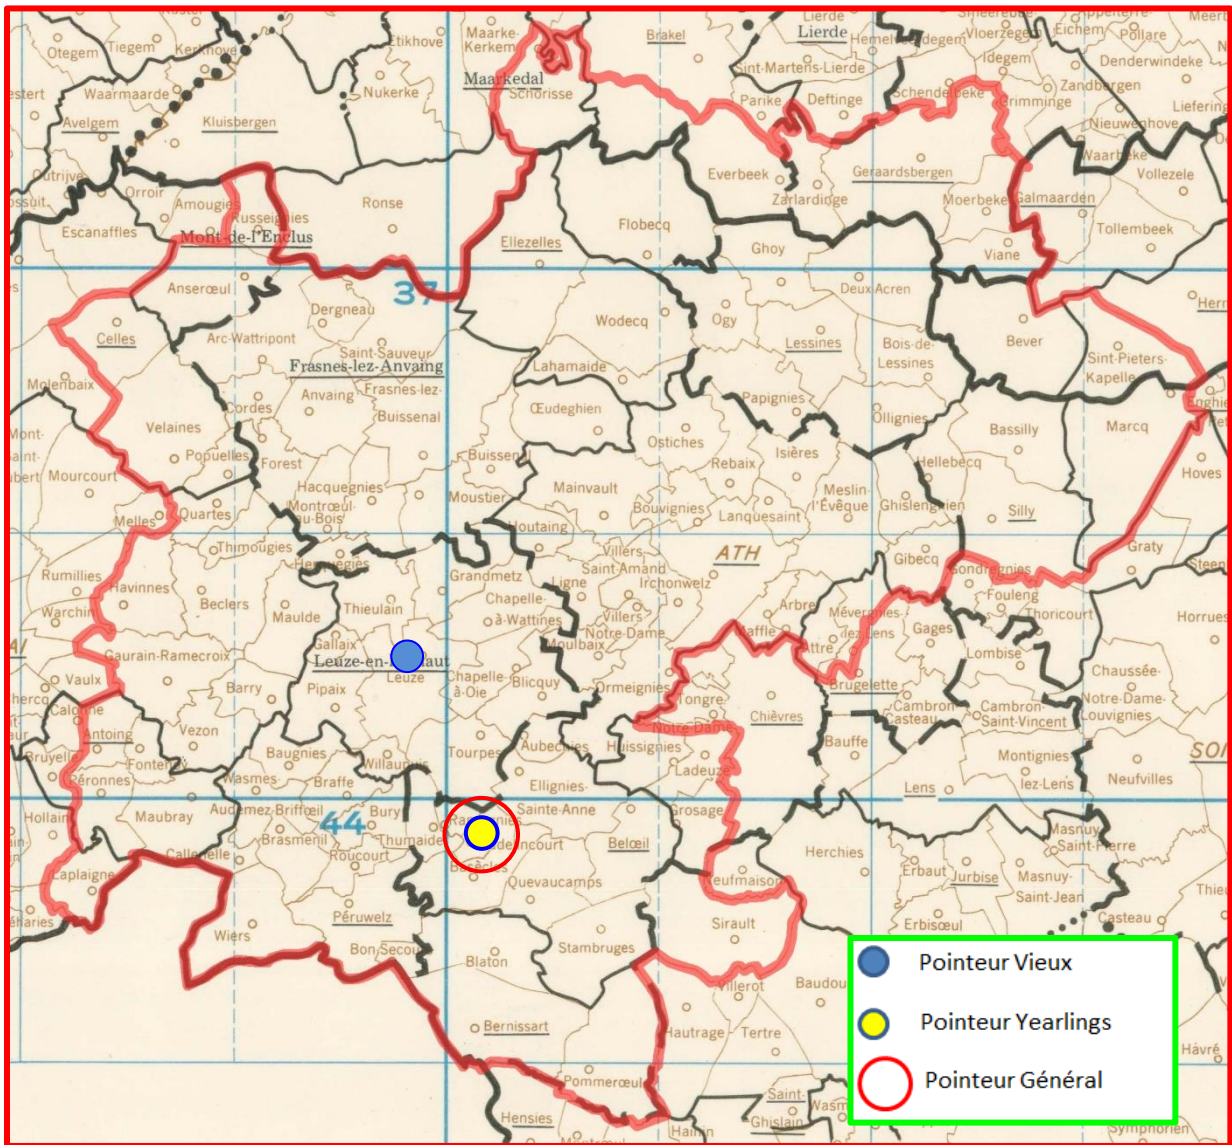 Otegem
Tiegem
Kerkhove
Etikhove
Maarke-
Kerkem
Brakel
Lierde
Lierde
Vloerzegem
Eichem
Pollare
Denderwindeke
Idegem
Sint-Martens-Lierde
Zandbergen
Waarmaarde
Nukerke
Maarkedal
Schorisse
Parike
Deftinge
Schendelbeke
Grimminge
Nieuwenhove
Avelgem
Kluisbergen
Waarbeke
Vollezele
Outrijve
Orroir
Amougies
Ronse
Everbeek
Geraardsbergen
Galmaarden
Zarlardinge
Moerbeke
Escanaffles
Russeignies
Mont-de-l'Enclus
Flobecq
Ellezelles
Ghoy
Viane
Tollembeek
Anserœul
37
Deux Acren
Dergneau
Celles
Arc-Wattripont
Wodecq
Ogy
Lessines
Bois-de-
Lessines
Bever
Sint-Pieters-
Kapelle
Saint-Sauveur
Frasnes-lez-Anvaing
Lahamaide
Molenbaix
Anvaing
Frasnes-lez-
Buissenal
Cordes
Œudeghien
Papignies
Ollignies
Enghien
Velaines
Bassilly
Marcq
Ostiches
Popuelles
Forest
Buissenal
Rebaix
Isières
Hellebecq
Hoves
Mourcourt
Hacquegnies
Moustier
Mainvault
Meslin-
l'Évêque
Ghislenghien
Silly
Melles
Quartes
Montrœul
au-Bois
Bouvignies
Lanquesaint
Houtaing
Thimougies
Herquegies
Villers
Saint-Amand
ATH
Gibecq
Graty
Rumillies
Havinnes
Grandmetz
Ligne
Irchonwelz
Gondregnies
Fouleng
Beclers
Maulde
Thieulain
Chapelle-
à-Wattines
Villers-
Notre-Dame
Arbre
Mévergnies-
lez-Lens
Thoricourt
Horrues
Warchin
Gallaix
Moulbaix
Maffle
Attre
Gages
Lombise
Gaurain-Ramecroix
Leuze-en-
Leuze
Chapelle-
à-Oie
Blicquy
Ormeignies
Chaussée-
Notre-Dame-
Louvignies
Vaulx
Barry
Pipaix
Tongre-
Notre-Dame
Chièvres
Brugelette
Cambron-
Casteau
Cambron-
Saint-Vincent
Calonne
Antoing
Vezon
Tourpes
Aubechies
Huissignies
Bauffe
Montignies-
lez-Lens
Bruyelle
Fontenoy
Baugnies
Willaupuis
Ladeuze
Neufvilles
Péronnes
Wasmes-
Audemez-Briffœil
Braffe
Ellignies-
Sainte-Anne
Lens
Hollain
Maubray
Bury
44
Grosage
Brasmenil
Thumaide
Belœil
Masnuy-
Saint-Pierre
Callenelle
Roucourt
Basècles
Herchies
Laplaigne
Quevaucamps
Neufmaison
Erbaut
Jurbise
Masnuy-
Saint-Jean
Wiers
Péruwelz
Sirault
Erbisœul
Casteau
Bon-Secours
Blaton
Stambruges
Villerot
Bernissart
Hautrage
Tertre
Havré
Pommerœul
Saint-
Ghislain
Hensies
Hainin
Pointeur Vieux
Pointeur Yearlings
Pointeur Général